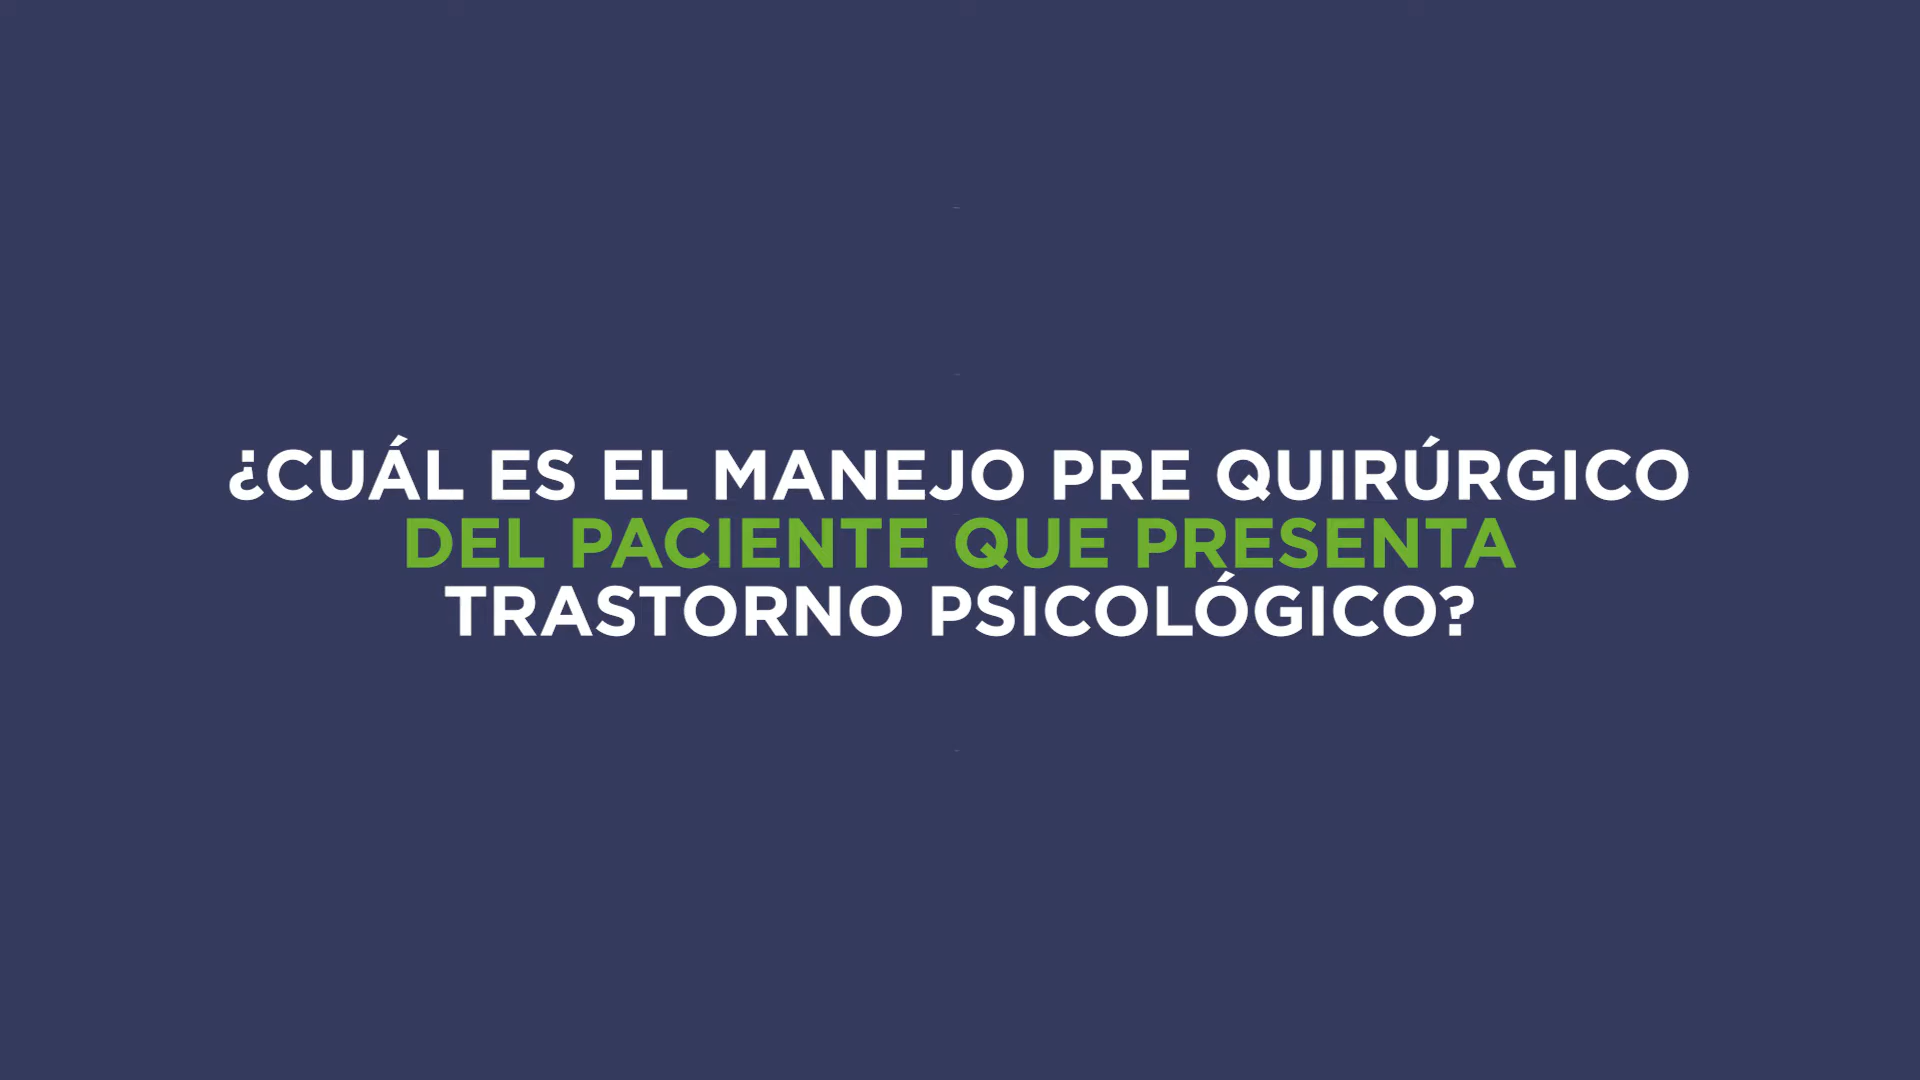 ¿CUÁL ES EL MANEJO PRE QUIRÚRGICO
DEL PACIENTE QUE PRESENTA
TRASTORNO PSICOLÓGICO?